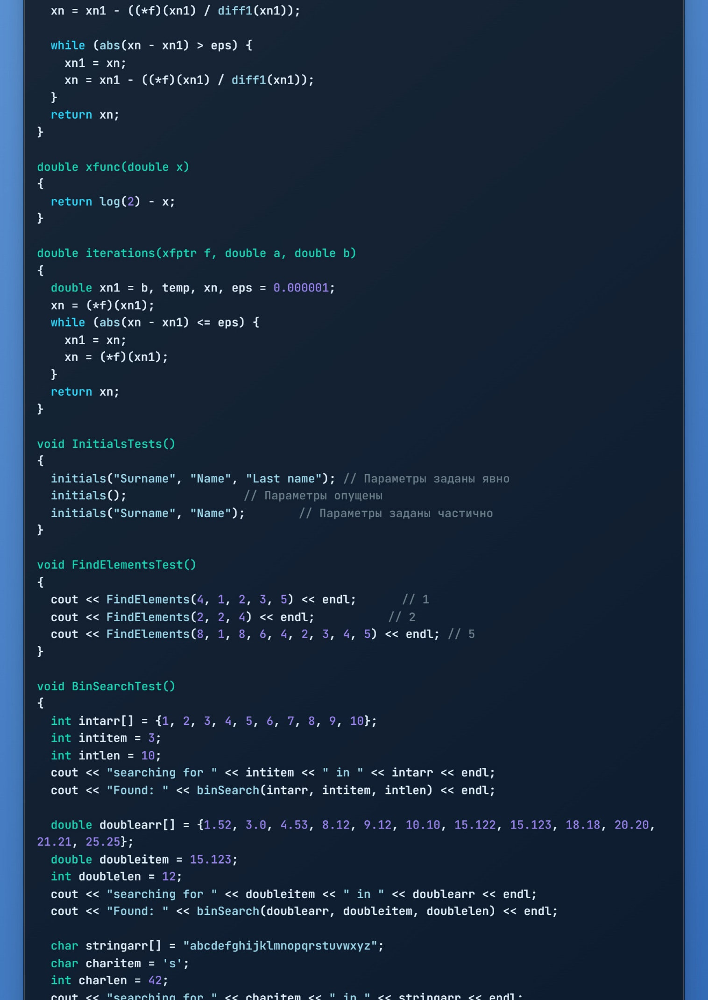 xn = xn1 - ((*f)(xn1) / diff1(xn1));
while (abs(xn - xn1) > eps) {
xn1 = xn;
xn = xn1 - ((*f)(xn1) / diff1(xn1));
}
return xn;
}
double xfunc(double x)
{
return log(2) - x;
}
double iterations(xfptr f, double a, double b)
{
double xn1 = b, temp, xn, eps = 0.000001;
xn = (*f)(xn1);
while (abs(xn - xn1) <= eps) {
xn1 = xn;
xn = (*f)(xn1);
}
return xn;
}
void InitialsTests()
{
initials("Surname", "Name", "Last name"); // Параметры заданы явно
initials(); // Параметры опущены
initials("Surname", "Name"); // Параметры заданы частично
}
void FindElementsTest()
{
cout << FindElements(4, 1, 2, 3, 5) << endl; // 1
cout << FindElements(2, 2, 4) << endl; // 2
cout << FindElements(8, 1, 8, 6, 4, 2, 3, 4, 5) << endl; // 5
}
void BinSearchTest()
{
int intarr[] = {1, 2, 3, 4, 5, 6, 7, 8, 9, 10};
int intitem = 3;
int intlen = 10;
cout << "searching for " << intitem << " in " << intarr << endl;
cout << "Found: " << binSearch(intarr, intitem, intlen) << endl;
double doublearr[] = {1.52, 3.0, 4.53, 8.12, 9.12, 10.10, 15.122, 15.123, 18.18, 20.20,
21.21, 25.25};
double doubleitem = 15.123;
int doublelen = 12;
cout << "searching for " << doubleitem << " in " << doublearr << endl;
cout << "Found: " << binSearch(doublearr, doubleitem, doublelen) << endl;
char stringarr[] = "abcdefghijklmnopqrstuvwxyz";
char charitem = 's';
int charlen = 42;
cout << "searching for " << charitem << " in " << stringarr << endl;